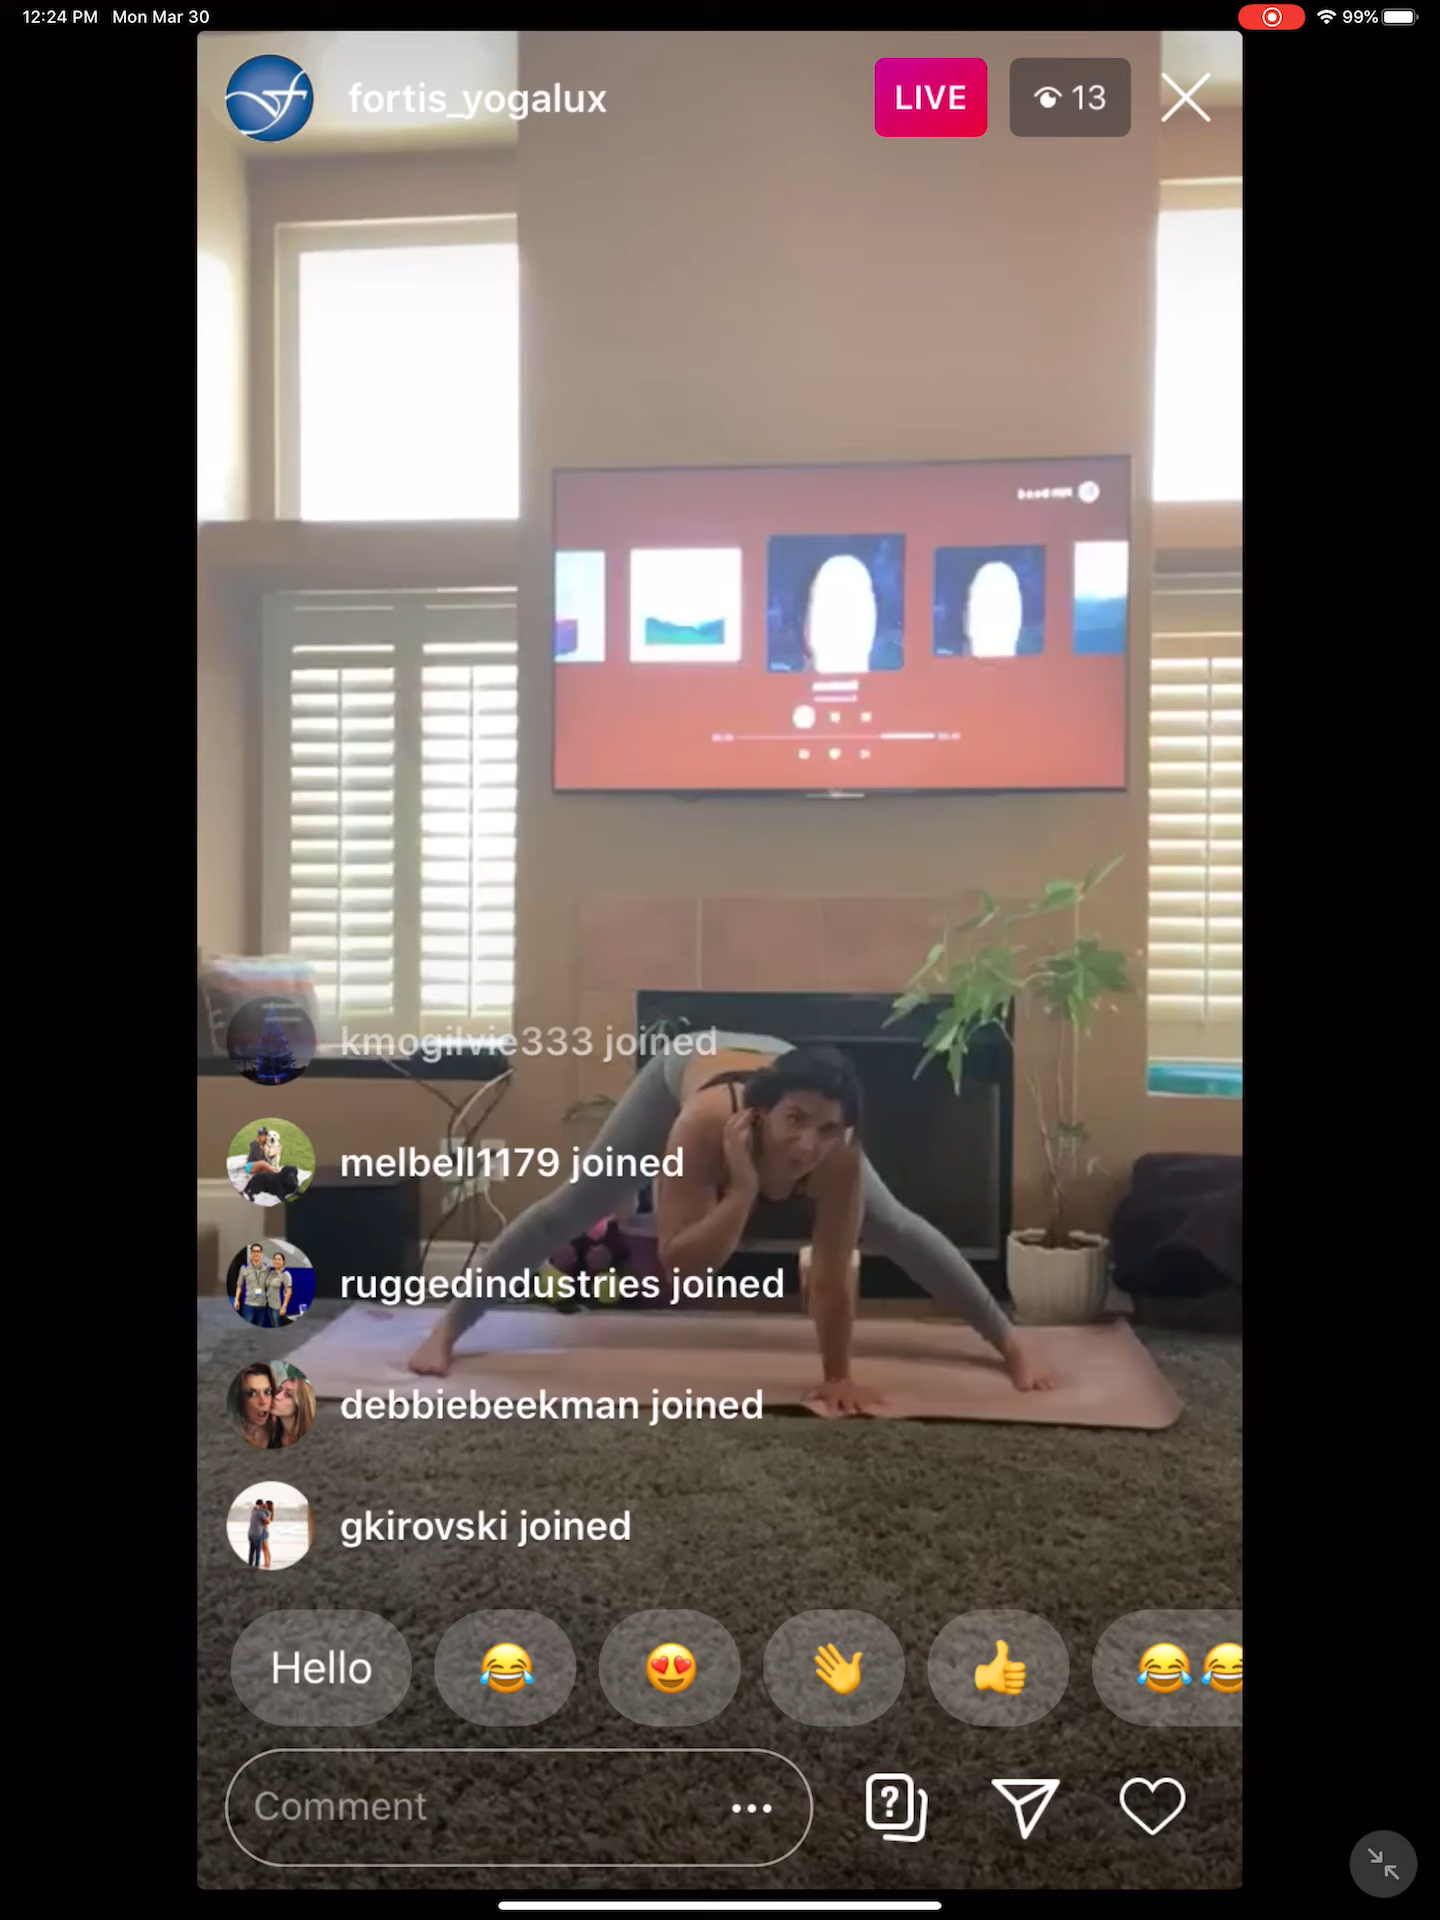 12:24 PM Mon Mar 30
99%
fortis_yogalux
LIVE
13
kmogilvie333 joined
melbell1179 joined
ruggedindustries joined
debbiebeekman joined
gkirovski joined
Hello
Comment